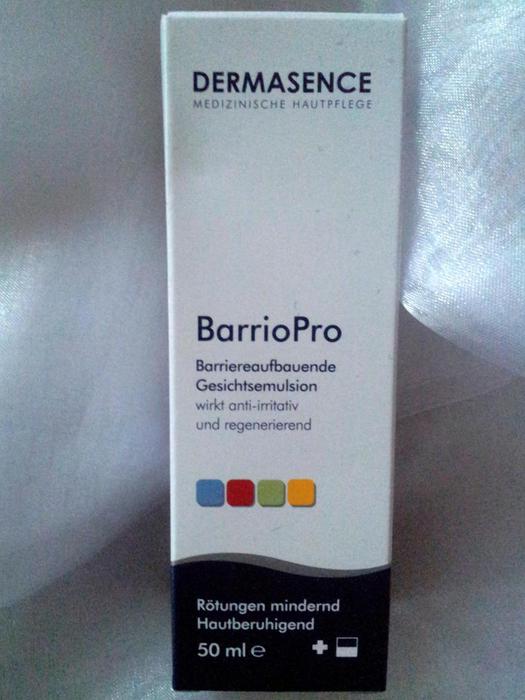 DERMASENCE
MEDIZINISCHE HAUTPFLEGE
BarrioPro
Barriereaufbauende
Gesichtsemulsion
wirkt anti-irritativ
und regenerierend
Rötungen mindernd
Hautberuhigend
50 ml ℮